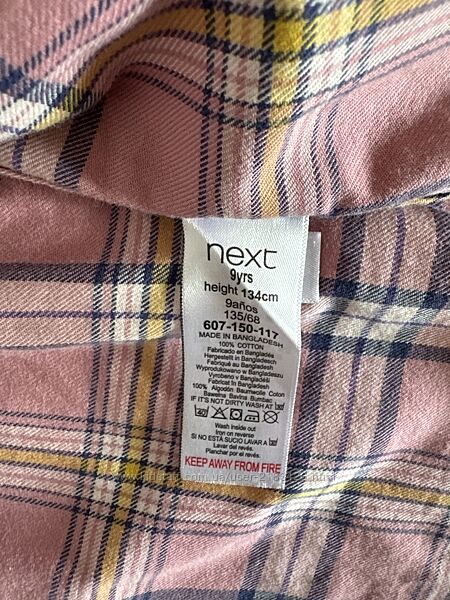 next
9yrs
height 134cm
9años
135/68
607-150-117
MADE IN BANGLADESH
100% COTTON
Fabricado en Bangladés
Hergestellt in Bangladesch
Fabriqué au Bangladesh
Wyprodukowano w Bangladeszu
Vyrobeno v Bangladéši
Fabricat în Bangladesh
100% Algodón Baumwolle Coton
Bawełna Bavlna Bumbac
IF IT'S NOT DIRTY WASH AT
Wash inside out
Iron on reverse
SI NO ESTÁ SUCIO LAVAR A
Lavar del revés.
Planchar por el revés.
KEEP AWAY FROM FIRE